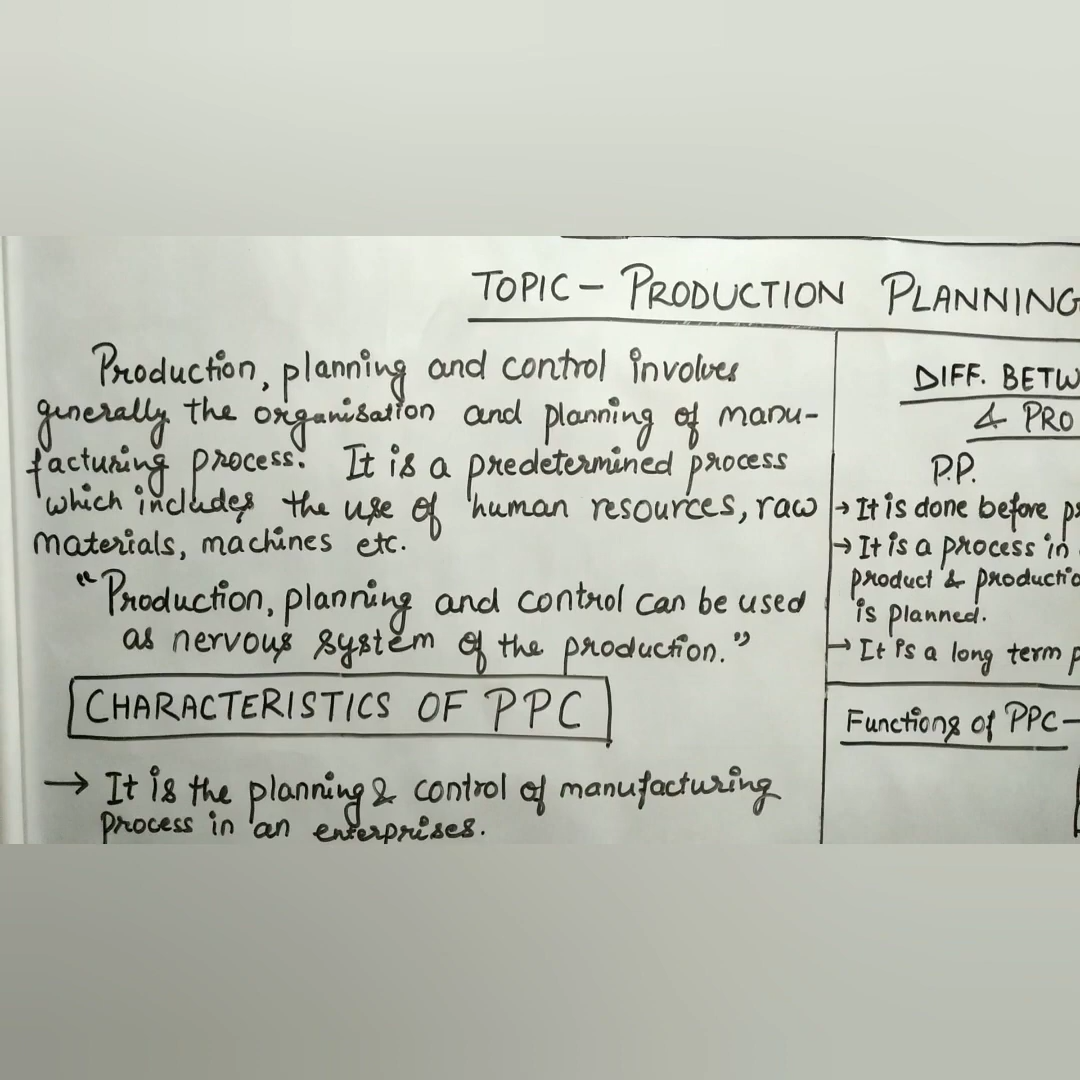 TOPIC - PRODUCTION PLANNING
Production, planning and control involves
generally the organisation and planning of manu-
facturing process. It is a predetermined process
which includes the use of human resources, raw
materials, machines etc.
"Production, planning and control can be used
as nervous system of the production."
CHARACTERISTICS OF PPC
→ It is the planning & control of manufacturing
process in an enterprises.
DIFF. BETW
& PRO
P.P.
→ It is done before
→ It is a process in
product & productio
is planned.
→ It is a long term p
Functions of PPC -